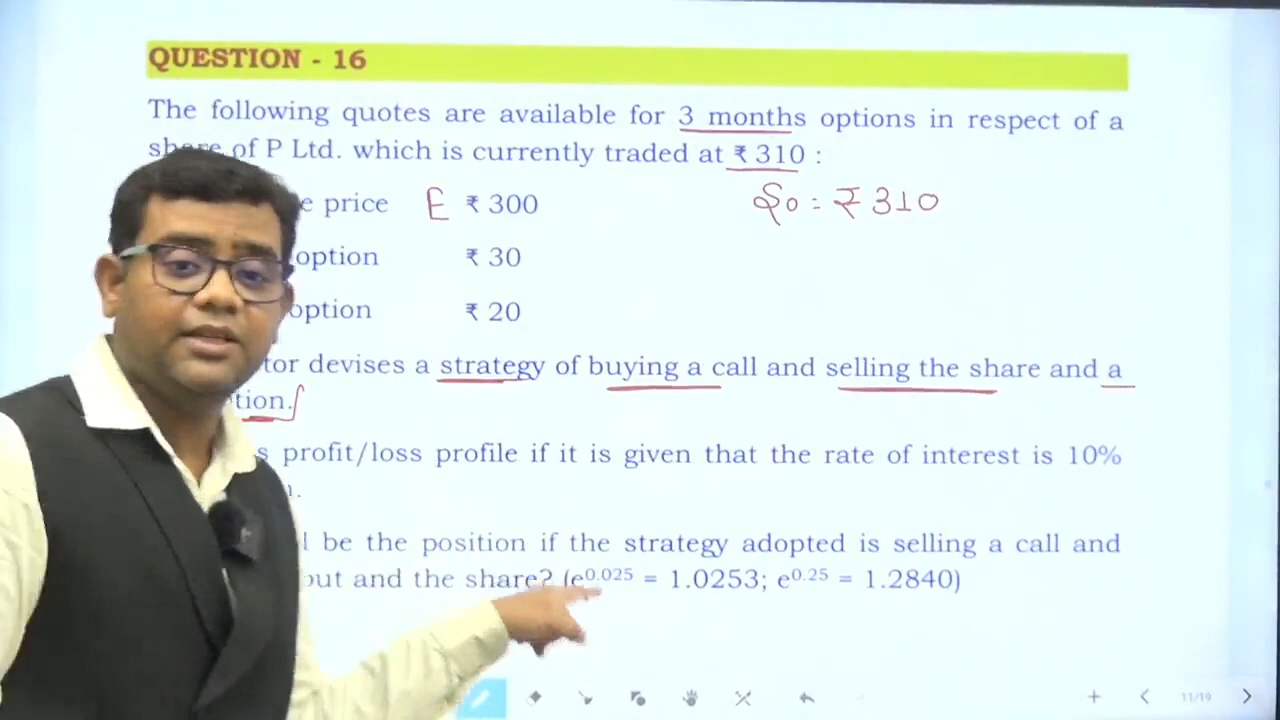 QUESTION - 16
The following quotes are available for 3 months options in respect of a
share of P Ltd. which is currently traded at ₹ 310 :
price E ₹ 300 S0 = ₹ 310
option ₹ 30
option ₹ 20
devises a strategy of buying a call and selling the share and a
profit/loss profile if it is given that the rate of interest is 10%
be the position if the strategy adopted is selling a call and
put and the share? (e^0.025 = 1.0253; e^0.25 = 1.2840)
11/19